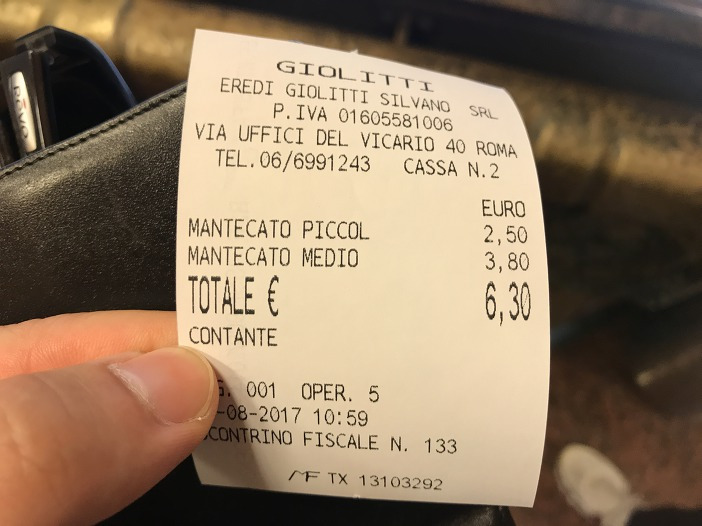 GIOLITTI
EREDI GIOLITTI SILVANO SRL
P.IVA 01605581006
VIA UFFICI DEL VICARIO 40 ROMA
TEL.06/6991243 CASSA N.2
EURO
MANTECATO PICCOL 2,50
MANTECATO MEDIO 3,80
TOTALE € 6,30
CONTANTE
001 OPER. 5
-08-2017 10:59
CONTRINO FISCALE N. 133
MF TX 13103292